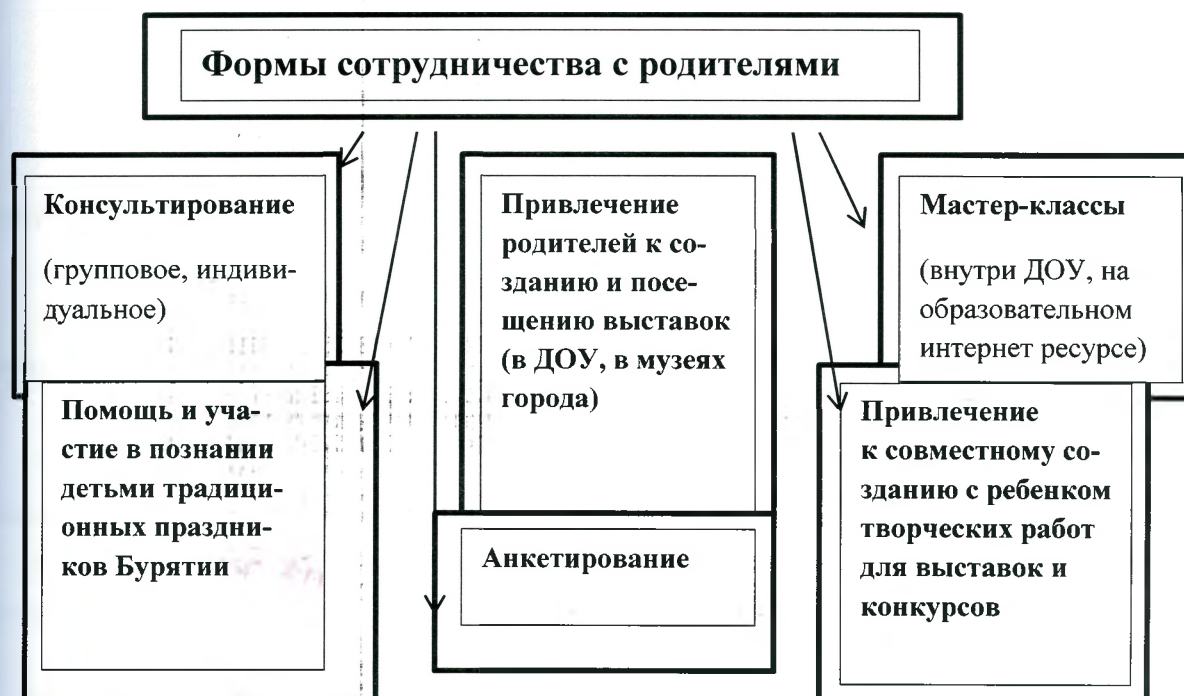 Формы сотрудничества с родителями
Консультирование
(групповое, индиви-
дуальное)
Привлечение
родителей к со-
зданию и посе-
щению выставок
(в ДОУ, в музеях
города)
Мастер-классы
(внутри ДОУ, на
образовательном
интернет ресурсе)
Помощь и уча-
стие в познании
детьми традици-
онных праздни-
ков Бурятии
Анкетирование
Привлечение
к совместному со-
зданию с ребенком
творческих работ
для выставок и
конкурсов